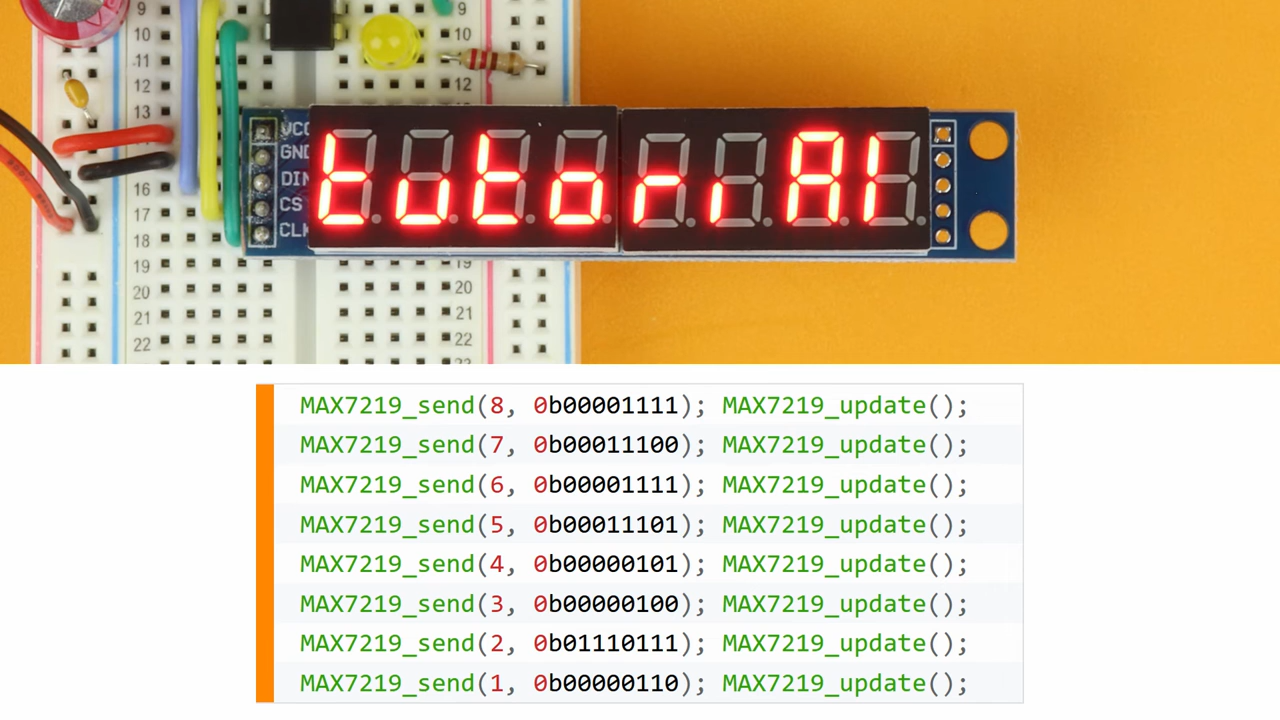 9
10
11
12
13
16
17
18
19
20
21
22
9
10
12
19
20
21
22
VCC
GND
DIN
CS
CLK
tutoriAl
MAX7219_send(8, 0b00001111); MAX7219_update();
MAX7219_send(7, 0b00011100); MAX7219_update();
MAX7219_send(6, 0b00001111); MAX7219_update();
MAX7219_send(5, 0b00011101); MAX7219_update();
MAX7219_send(4, 0b00000101); MAX7219_update();
MAX7219_send(3, 0b00000100); MAX7219_update();
MAX7219_send(2, 0b01110111); MAX7219_update();
MAX7219_send(1, 0b00000110); MAX7219_update();